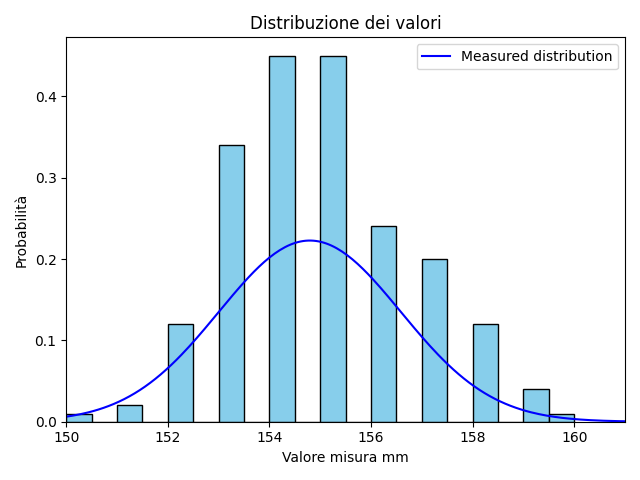 Distribuzione dei valori
Measured distribution
Probabilità
0.4
0.3
0.2
0.1
0.0
150 152 154 156 158 160
Valore misura mm